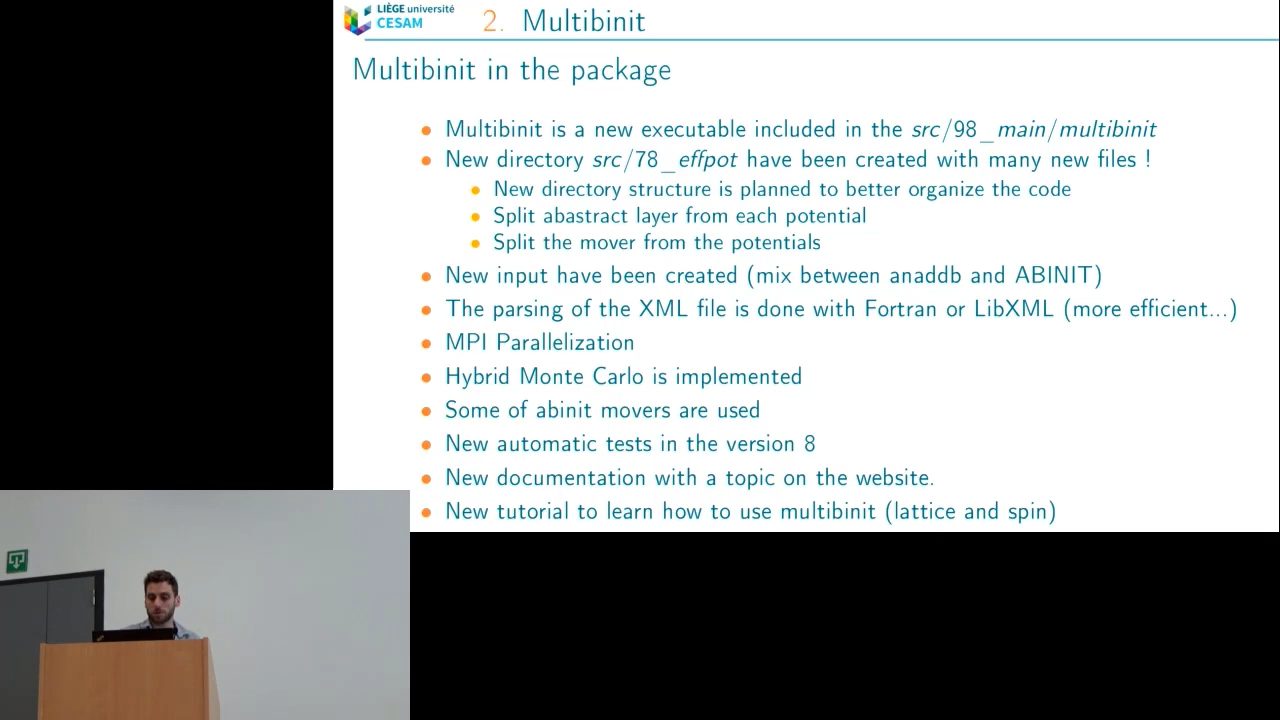 LIÈGE université
CESAM
2. Multibinit
Multibinit in the package
• Multibinit is a new executable included in the src/98_main/multibinit
• New directory src/78_effpot have been created with many new files !
• New directory structure is planned to better organize the code
• Split abastract layer from each potential
• Split the mover from the potentials
• New input have been created (mix between anaddb and ABINIT)
• The parsing of the XML file is done with Fortran or LibXML (more efficient...)
• MPI Parallelization
• Hybrid Monte Carlo is implemented
• Some of abinit movers are used
• New automatic tests in the version 8
• New documentation with a topic on the website.
• New tutorial to learn how to use multibinit (lattice and spin)